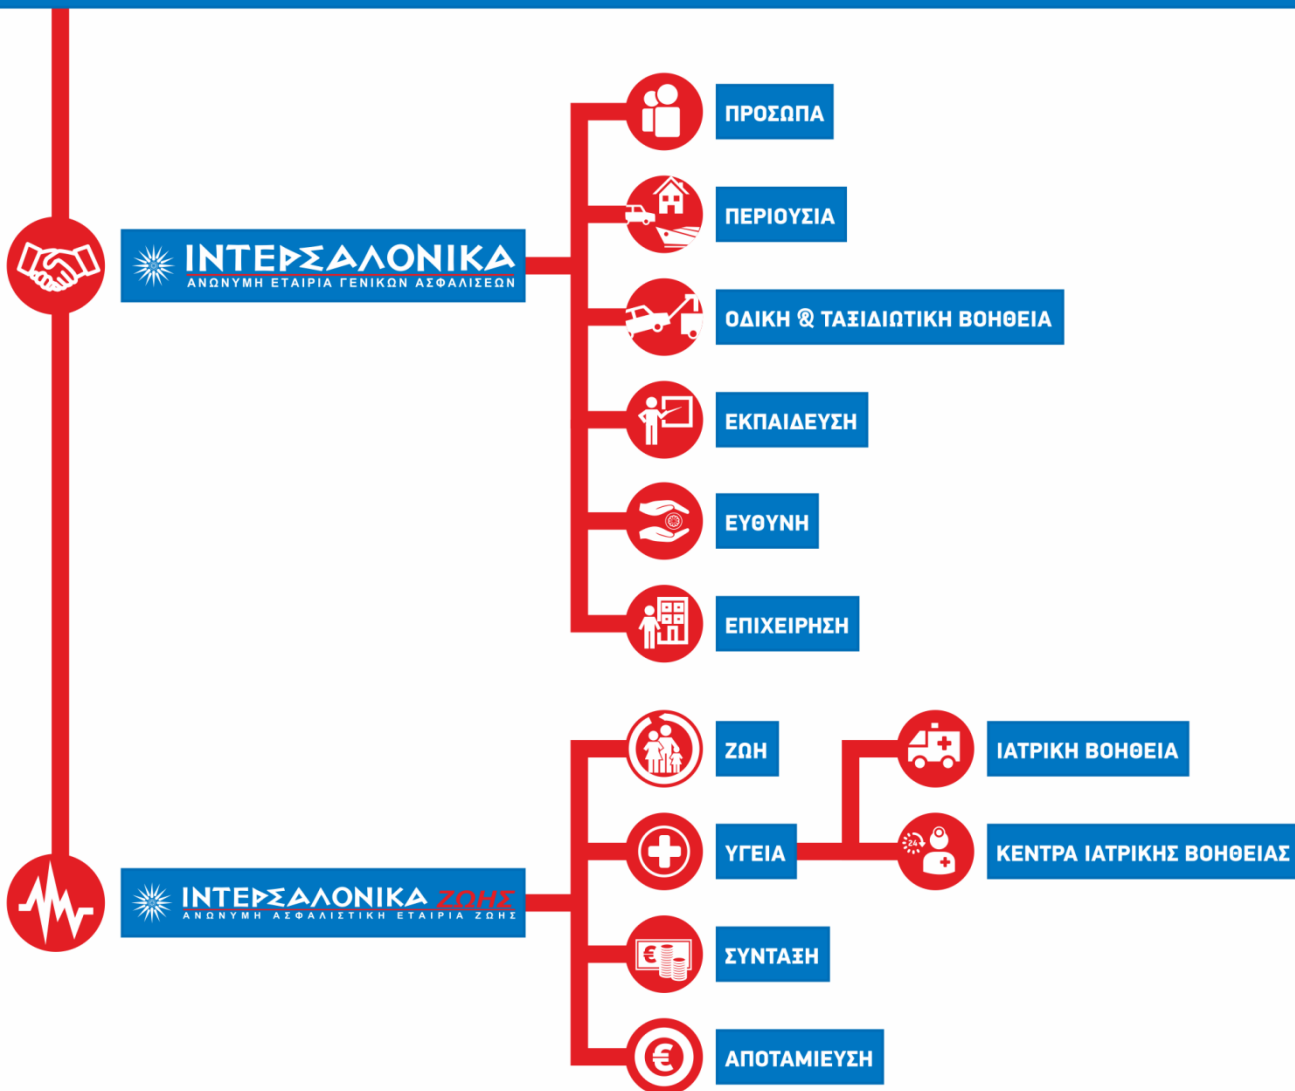 ΠΡΟΣΩΠΑ
ΠΕΡΙΟΥΣΙΑ
ΙΝΤΕΡΣΑΛΟΝΙΚΑ
ΑΝΩΝΥΜΗ ΕΤΑΙΡΙΑ ΓΕΝΙΚΩΝ ΑΣΦΑΛΙΣΕΩΝ
ΟΔΙΚΗ & ΤΑΞΙΔΙΩΤΙΚΗ ΒΟΗΘΕΙΑ
ΕΚΠΑΙΔΕΥΣΗ
ΕΥΘΥΝΗ
ΕΠΙΧΕΙΡΗΣΗ
ΖΩΗ
ΙΑΤΡΙΚΗ ΒΟΗΘΕΙΑ
ΥΓΕΙΑ
24
ΚΕΝΤΡΑ ΙΑΤΡΙΚΗΣ ΒΟΗΘΕΙΑΣ
ΙΝΤΕΡΣΑΛΟΝΙΚΑ ΖΩΗΣ
ΑΝΩΝΥΜΗ ΑΣΦΑΛΙΣΤΙΚΗ ΕΤΑΙΡΙΑ ΖΩΗΣ
€
ΣΥΝΤΑΞΗ
€
ΑΠΟΤΑΜΙΕΥΣΗ